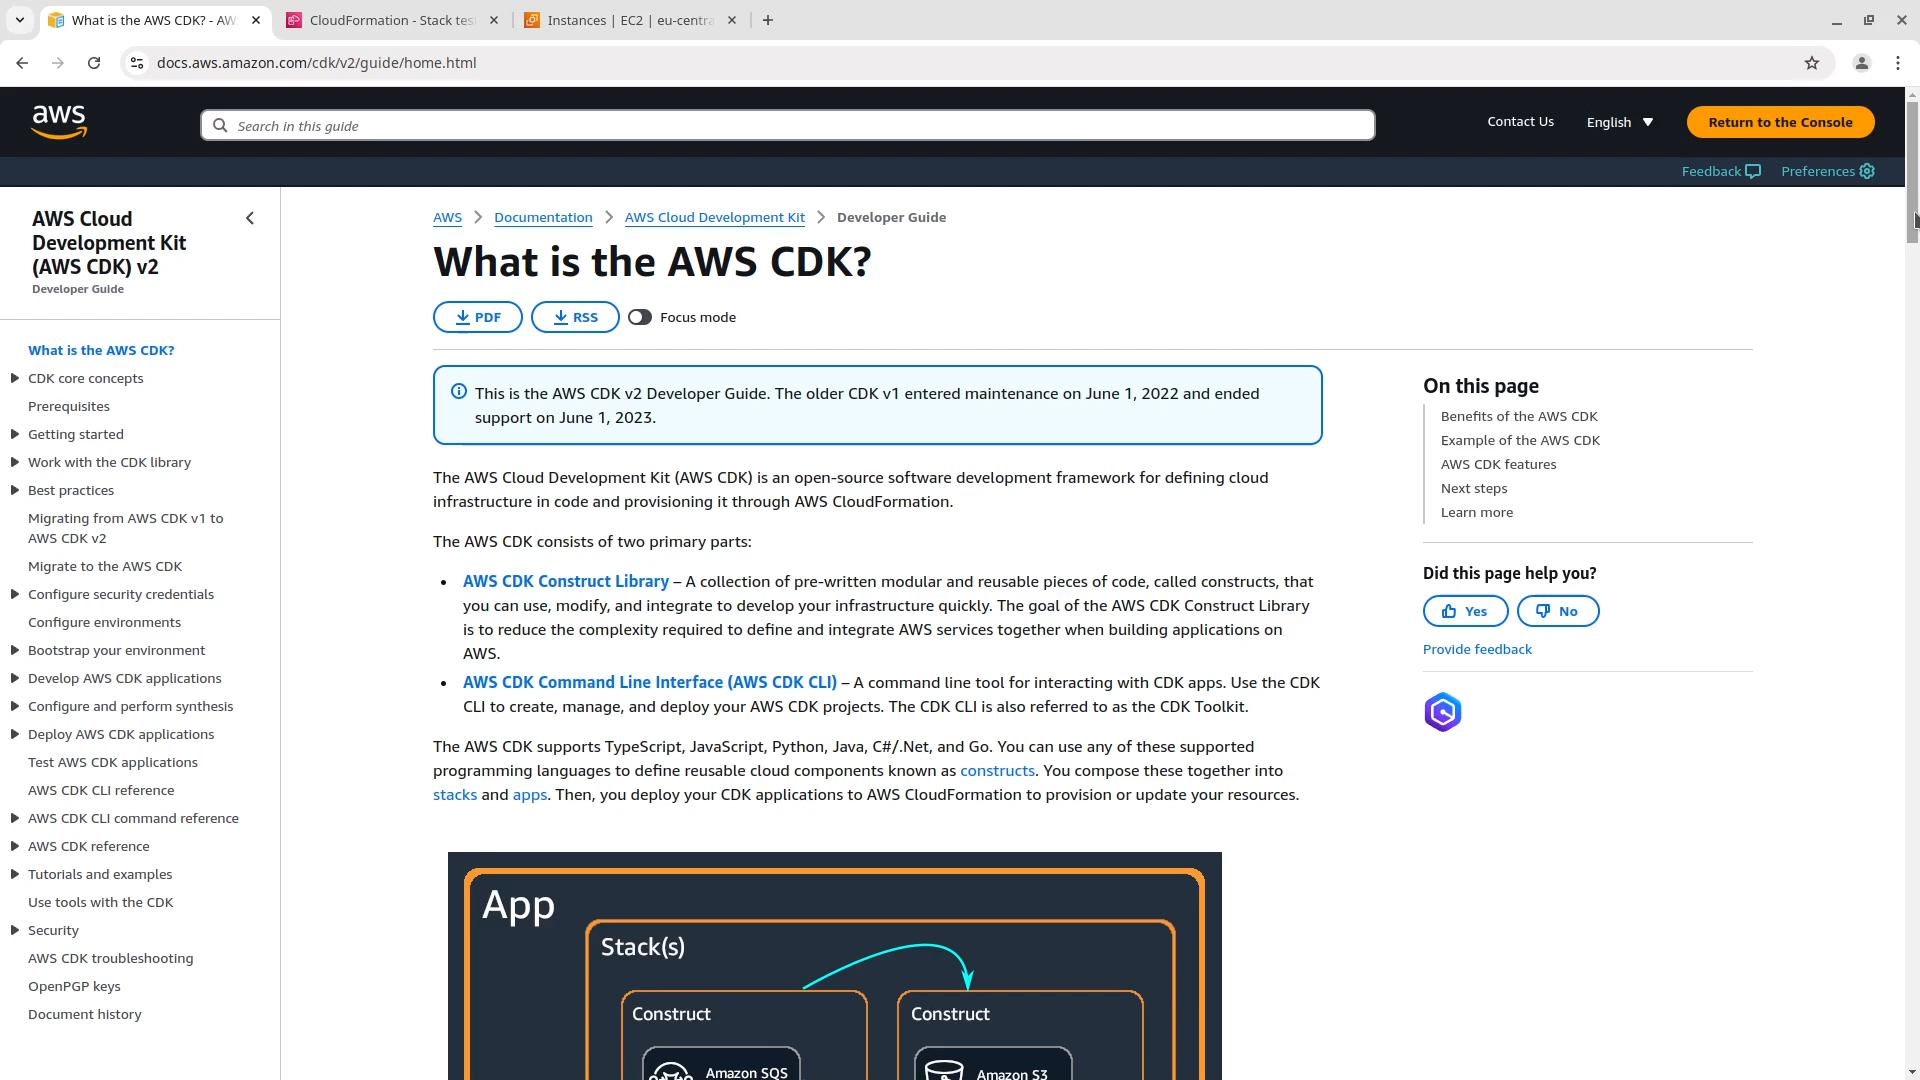 What is the AWS CDK? - AW
CloudFormation - Stack tes
Instances | EC2 | eu-centra
docs.aws.amazon.com/cdk/v2/guide/home.html
aws
Search in this guide
Contact Us
English
Return to the Console
Feedback
Preferences
AWS Cloud
Development Kit
(AWS CDK) v2
Developer Guide
What is the AWS CDK?
CDK core concepts
Prerequisites
Getting started
Work with the CDK library
Best practices
Migrating from AWS CDK v1 to
AWS CDK v2
Migrate to the AWS CDK
Configure security credentials
Configure environments
Bootstrap your environment
Develop AWS CDK applications
Configure and perform synthesis
Deploy AWS CDK applications
Test AWS CDK applications
AWS CDK CLI reference
AWS CDK CLI command reference
AWS CDK reference
Tutorials and examples
Use tools with the CDK
Security
AWS CDK troubleshooting
OpenPGP keys
Document history
AWS
Documentation
AWS Cloud Development Kit
Developer Guide
What is the AWS CDK?
PDF
RSS
Focus mode
This is the AWS CDK v2 Developer Guide. The older CDK v1 entered maintenance on June 1, 2022 and ended
support on June 1, 2023.
The AWS Cloud Development Kit (AWS CDK) is an open-source software development framework for defining cloud
infrastructure in code and provisioning it through AWS CloudFormation.
The AWS CDK consists of two primary parts:
• AWS CDK Construct Library – A collection of pre-written modular and reusable pieces of code, called constructs, that
you can use, modify, and integrate to develop your infrastructure quickly. The goal of the AWS CDK Construct Library
is to reduce the complexity required to define and integrate AWS services together when building applications on
AWS.
• AWS CDK Command Line Interface (AWS CDK CLI) – A command line tool for interacting with CDK apps. Use the CDK
CLI to create, manage, and deploy your AWS CDK projects. The CDK CLI is also referred to as the CDK Toolkit.
The AWS CDK supports TypeScript, JavaScript, Python, Java, C#/.Net, and Go. You can use any of these supported
programming languages to define reusable cloud components known as constructs. You compose these together into
stacks and apps. Then, you deploy your CDK applications to AWS CloudFormation to provision or update your resources.
App
Stack(s)
Construct
Construct
Amazon SQS
Amazon S3
On this page
Benefits of the AWS CDK
Example of the AWS CDK
AWS CDK features
Next steps
Learn more
Did this page help you?
Yes
No
Provide feedback